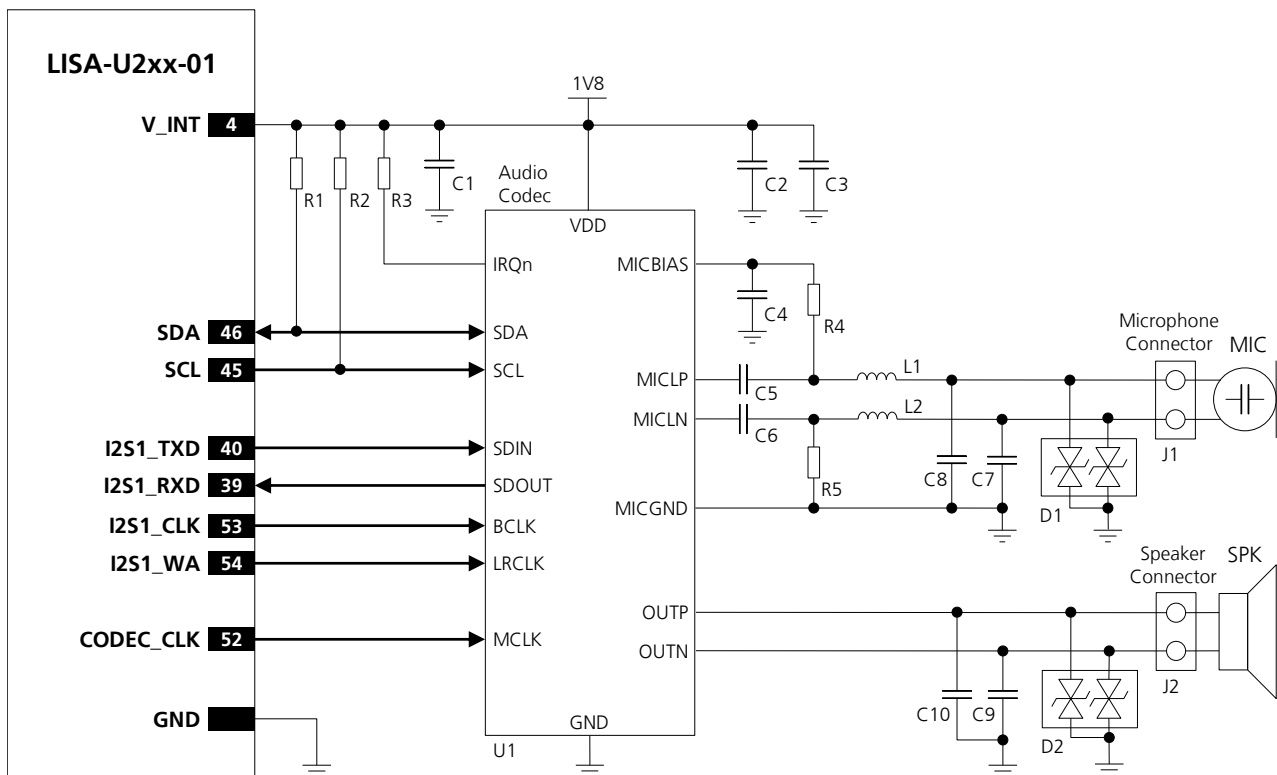 LISA-U2xx-01
1V8
V_INT 4
R1
R2
R3
C1
C2
C3
Audio
Codec
VDD
IRQn
MICBIAS
C4
R4
SDA 46
SDA
SCL 45
SCL
Microphone
Connector
MIC
MICLP
C5
L1
MICLN
C6
L2
J1
I2S1_TXD 40
SDIN
I2S1_RXD 39
SDOUT
R5
C8
C7
MICGND
D1
I2S1_CLK 53
BCLK
I2S1_WA 54
LRCLK
Speaker
Connector
SPK
OUTP
CODEC_CLK 52
MCLK
OUTN
J2
GND
GND
C10
C9
D2
U1